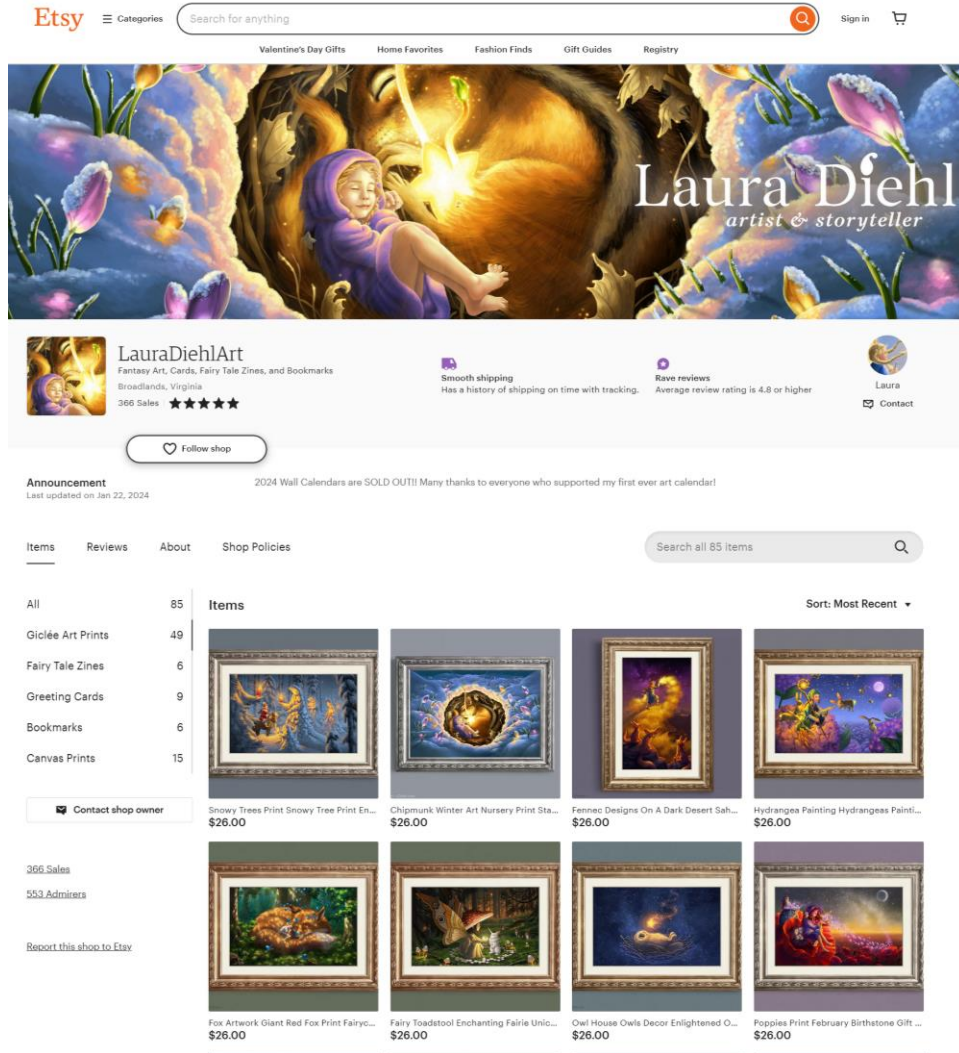 Etsy
Categories
Search for anything
Sign in
Valentine's Day Gifts
Home Favorites
Fashion Finds
Gift Guides
Registry
Laura Diehl
artist & storyteller
LauraDiehlArt
Fantasy Art, Cards, Fairy Tale Zines, and Bookmarks
Broadlands, Virginia
366 Sales
Smooth shipping
Has a history of shipping on time with tracking.
Rave reviews
Average review rating is 4.8 or higher
Laura
Contact
Follow shop
Announcement
Last updated on Jan 22, 2024
2024 Wall Calendars are SOLD OUT!! Many thanks to everyone who supported my first ever art calendar!
Items
Reviews
About
Shop Policies
Search all 85 items
All 85
Giclée Art Prints 49
Fairy Tale Zines 6
Greeting Cards 9
Bookmarks 6
Canvas Prints 15
Contact shop owner
366 Sales
553 Admirers
Report this shop to Etsy
Items
Sort: Most Recent
Snowy Trees Print Snowy Tree Print En...
$26.00
Chipmunk Winter Art Nursery Print Sta...
$26.00
Fennec Designs On A Dark Desert Sah...
$26.00
Hydrangea Painting Hydrangeas Painti...
$26.00
Fox Artwork Giant Red Fox Print Fairyc...
$26.00
Fairy Toadstool Enchanting Fairie Unic...
$26.00
Owl House Owls Decor Enlightened O...
$26.00
Poppies Print February Birthstone Gift ...
$26.00